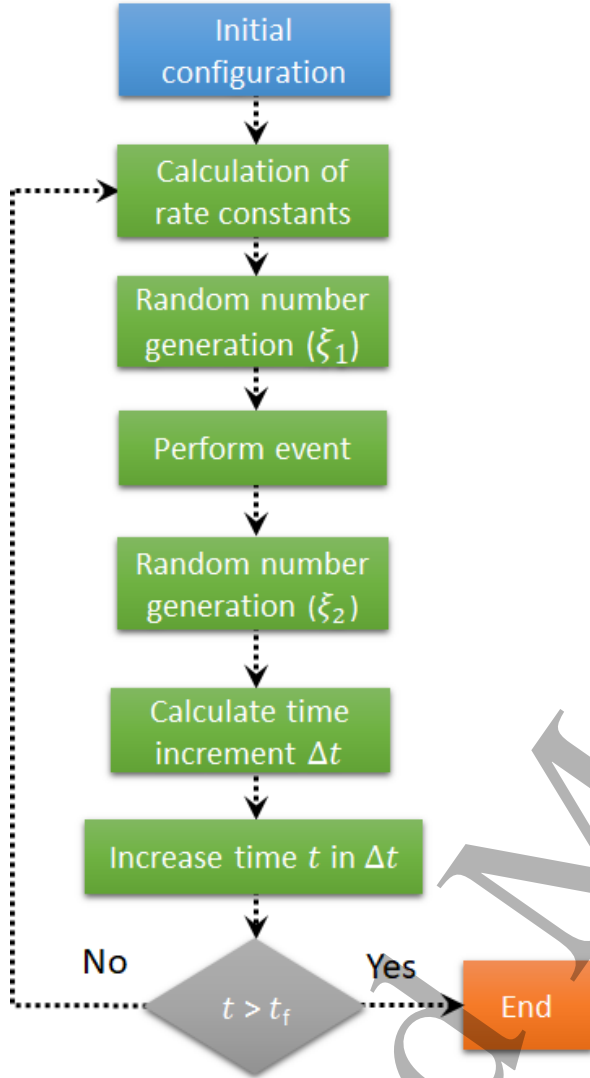 Initial
configuration
Calculation of
rate constants
Random number
generation (ξ₁)
Perform event
Random number
generation (ξ₂)
Calculate time
increment Δt
Increase time t in Δt
No
Yes
t > t_f
End
d M